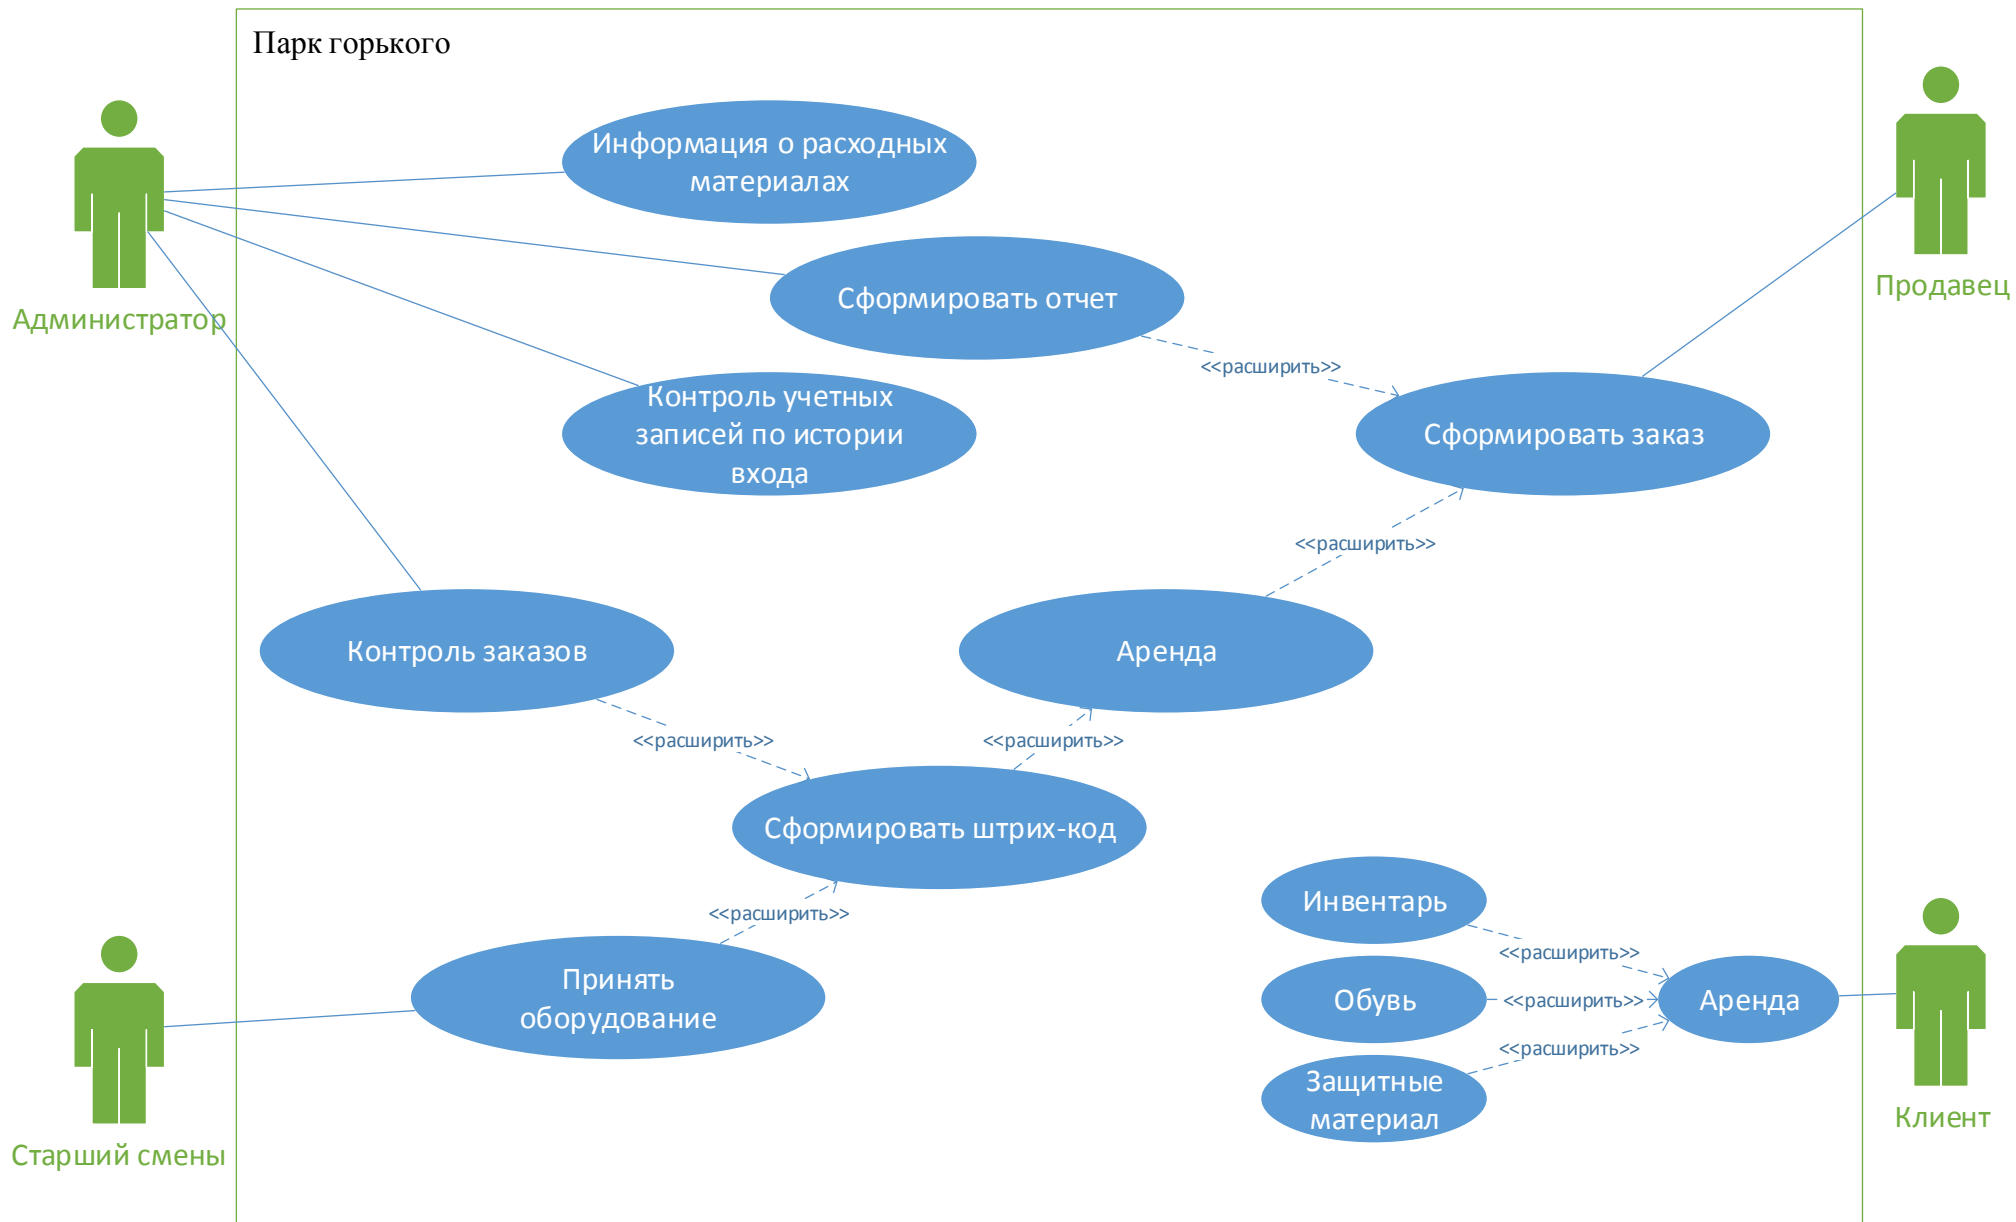 Парк горького
Информация о расходных
материалах
Администратор
Сформировать отчет
Продавец
<<расширить>>
Контроль учетных
записей по истории
входа
Сформировать заказ
<<расширить>>
Контроль заказов
Аренда
<<расширить>>
<<расширить>>
Сформировать штрих-код
<<расширить>>
Инвентарь
<<расширить>>
Принять
оборудование
Обувь
<<расширить>>
Аренда
<<расширить>>
Защитные
материал
Старший смены
Клиент